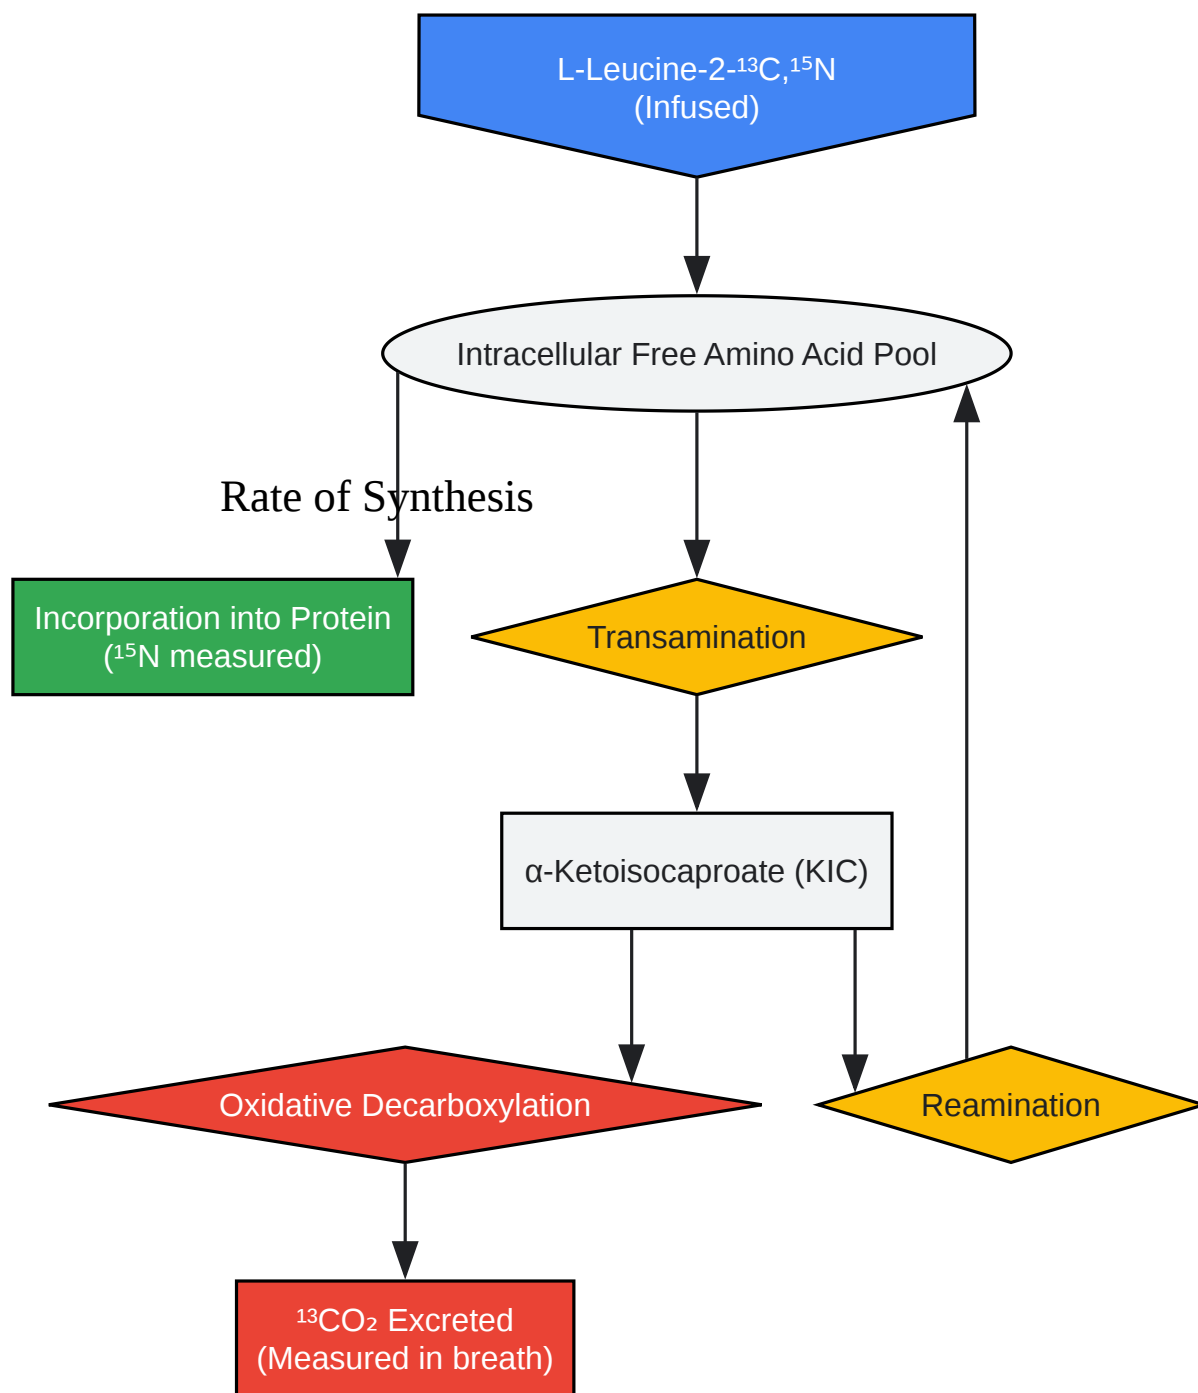 L-Leucine-2-¹³C,¹⁵N
(Infused)
Intracellular Free Amino Acid Pool
Rate of Synthesis
Incorporation into Protein
(¹⁵N measured)
Transamination
α-Ketoisocaproate (KIC)
Oxidative Decarboxylation
Reamination
¹³CO₂ Excreted
(Measured in breath)